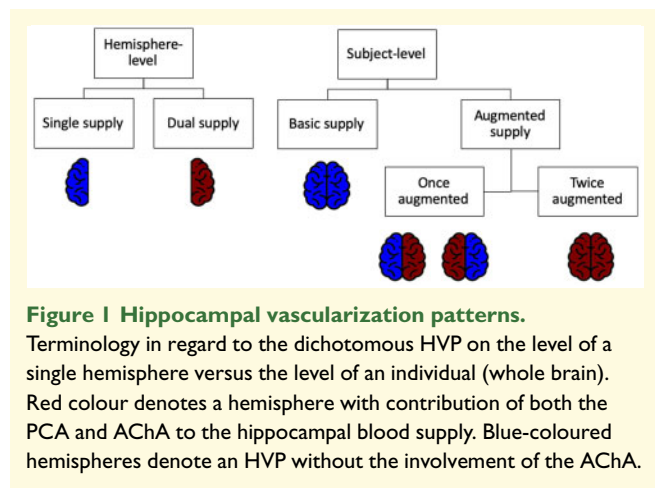 Hemisphere-
level
Subject-level
Single supply
Dual supply
Basic supply
Augmented
supply
Once
augmented
Twice
augmented
Figure 1 Hippocampal vascularization patterns.
Terminology in regard to the dichotomous HVP on the level of a
single hemisphere versus the level of an individual (whole brain).
Red colour denotes a hemisphere with contribution of both the
PCA and AChA to the hippocampal blood supply. Blue-coloured
hemispheres denote an HVP without the involvement of the AChA.